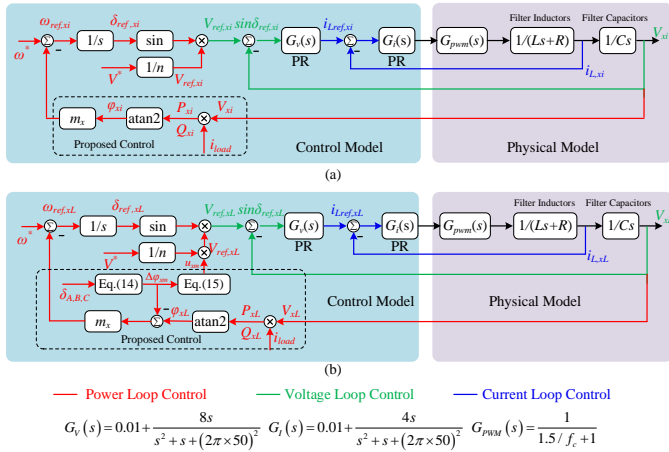 ω_ref,xi δ_ref,xi V_ref,xi sinδ_ref,xi i_Lref,xi Filter Inductors Filter Capacitors
ω* Σ - 1/s sin × Σ - G_v(s) Σ - G_i(s) G_pwm(s) 1/(Ls+R) 1/Cs V_xi
V* 1/n V_ref,xi PR PR i_L,xi
m_x φ_xi atan2 P_xi Q_xi × V_xi
Proposed Control i_load Control Model Physical Model
(a)
ω_ref,xL δ_ref,xL V_ref,xL sinδ_ref,xL i_Lref,xL Filter Inductors Filter Capacitors
ω* Σ - 1/s sin × Σ - G_v(s) Σ - G_i(s) G_pwm(s) 1/(Ls+R) 1/Cs
V* 1/n × V_ref,xL PR PR i_L,xL
u_xm
δ_A,B,C Eq.(14) Δφ_xm Eq.(15) Control Model Physical Model
m_x Σ - φ_xL atan2 P_xL Q_xL × V_xL
Proposed Control i_load
(b)
Power Loop Control Voltage Loop Control Current Loop Control
G_V(s)=0.01+8s/(s²+s+(2π×50)²) G_I(s)=0.01+4s/(s²+s+(2π×50)²) G_PWM(s)=1/(1.5/f_c+1)